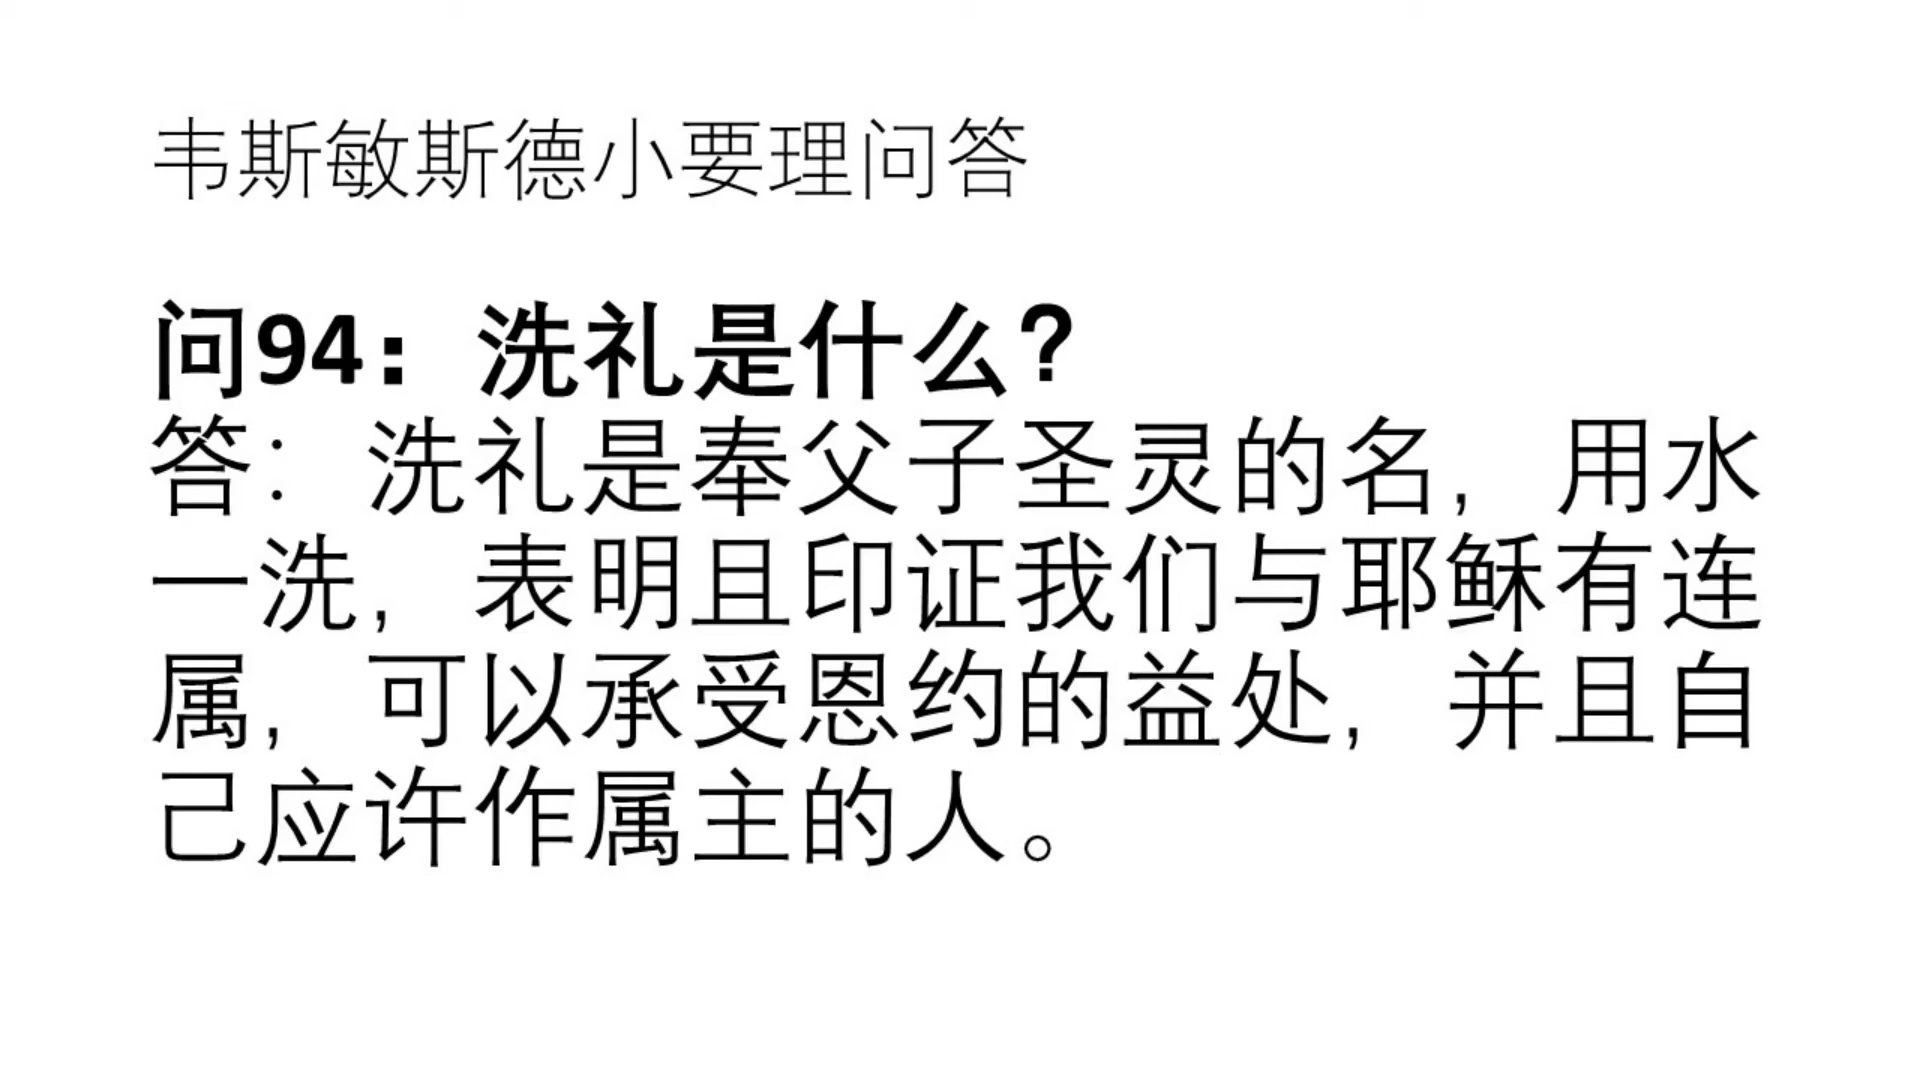 韦斯敏斯德小要理问答
问94：洗礼是什么？
答：洗礼是奉父子圣灵的名，用水
一洗，表明且印证我们与耶稣有连
属，可以承受恩约的益处，并且自
己应许作属主的人。